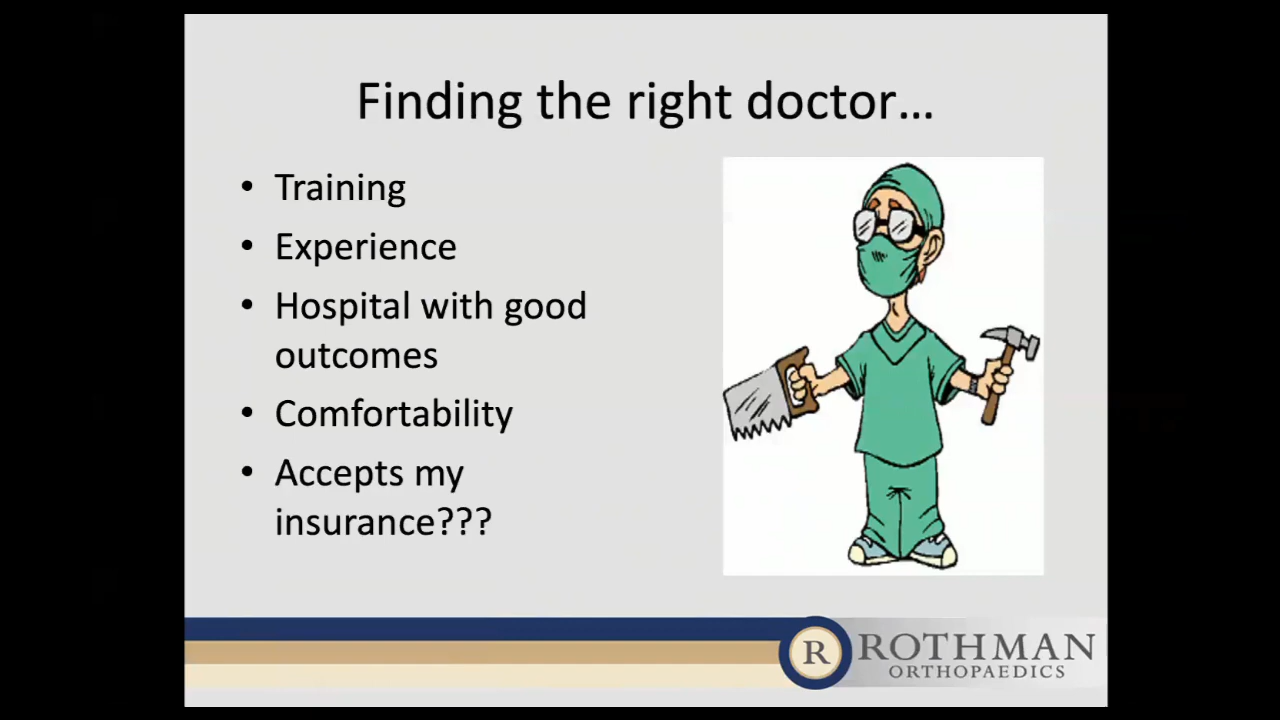 Finding the right doctor...
• Training
• Experience
• Hospital with good
outcomes
• Comfortability
• Accepts my
insurance???
R
ROTHMAN
ORTHOPAEDICS